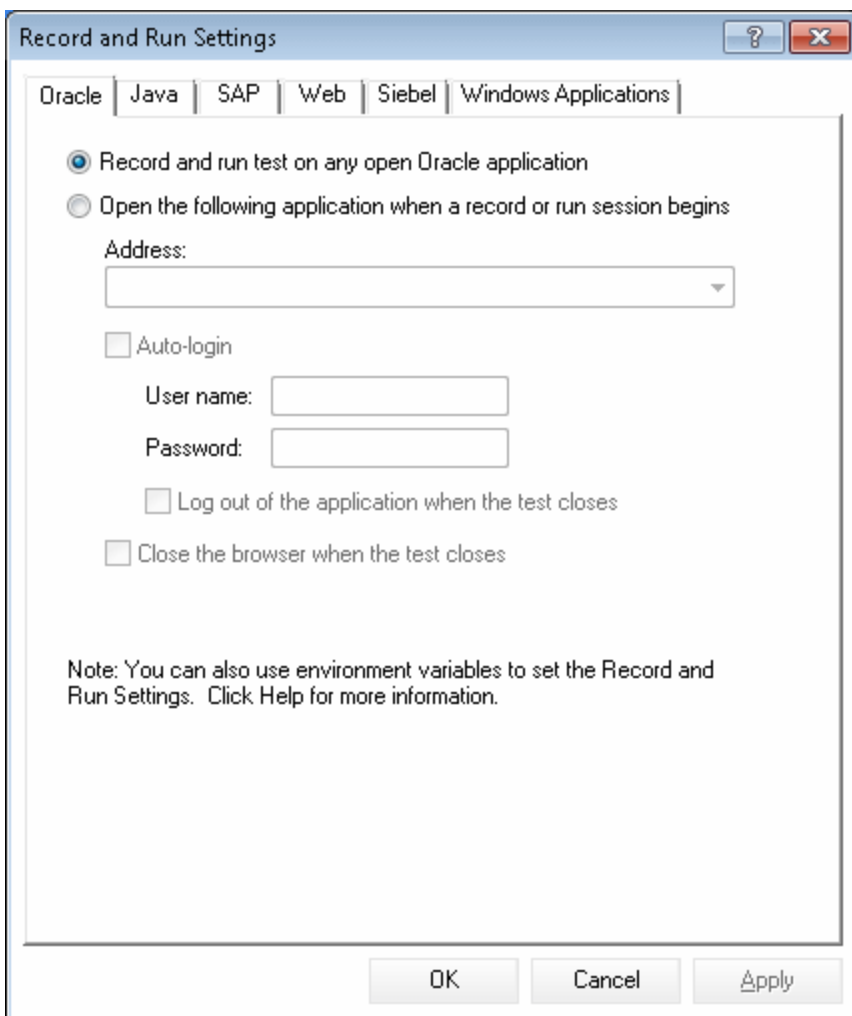 Record and Run Settings
Oracle Java SAP Web Siebel Windows Applications
Record and run test on any open Oracle application
Open the following application when a record or run session begins
Address:
Auto-login
User name:
Password:
Log out of the application when the test closes
Close the browser when the test closes
Note: You can also use environment variables to set the Record and
Run Settings. Click Help for more information.
OK Cancel Apply